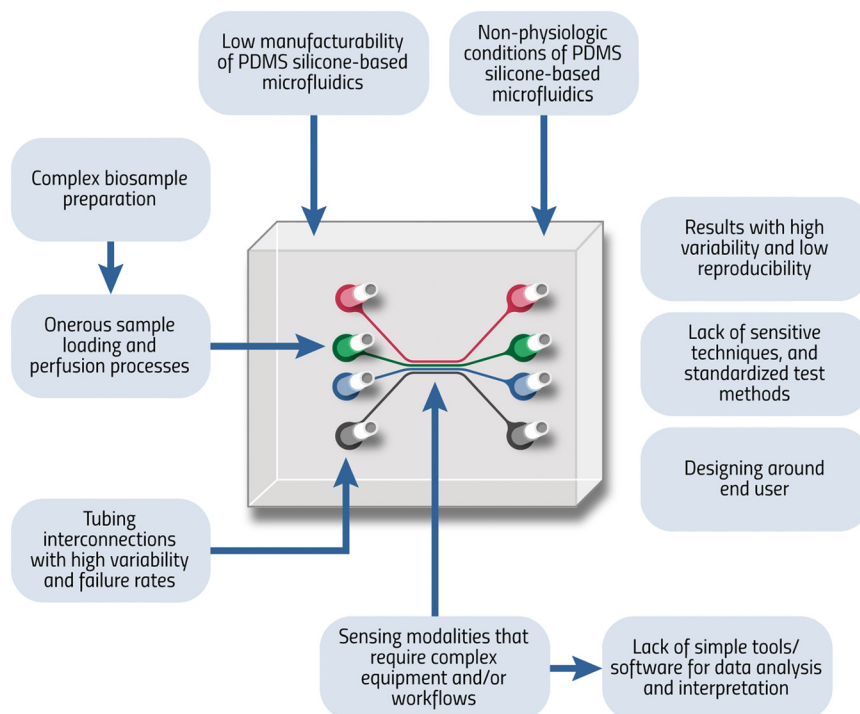 Low manufacturability
of PDMS silicone-based
microfluidics
Non-physiologic
conditions of PDMS
silicone-based
microfluidics
Complex biosample
preparation
Results with high
variability and low
reproducibility
Onerous sample
loading and
perfusion processes
Lack of sensitive
techniques, and
standardized test
methods
Designing around
end user
Tubing
interconnections
with high variability
and failure rates
Sensing modalities that
require complex
equipment and/or
workflows
Lack of simple tools/
software for data analysis
and interpretation